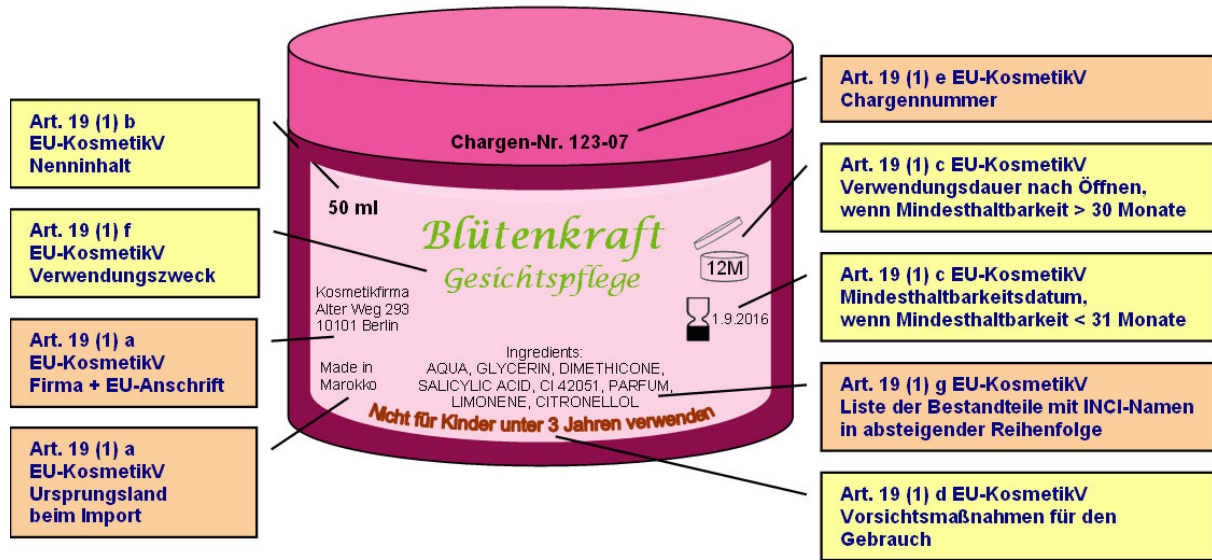 Art. 19 (1) b
EU-KosmetikV
Nenninhalt
Art. 19 (1) f
EU-KosmetikV
Verwendungszweck
Art. 19 (1) a
EU-KosmetikV
Firma + EU-Anschrift
Art. 19 (1) a
EU-KosmetikV
Ursprungsland
beim Import
Chargen-Nr. 123-07
50 ml
Blütenkraft
Gesichtspflege
12M
1.9.2016
Kosmetikfirma
Alter Weg 293
10101 Berlin
Made in
Marokko
Ingredients:
AQUA, GLYCERIN, DIMETHICONE,
SALICYLIC ACID, CI 42051, PARFUM,
LIMONENE, CITRONELLOL
Nicht für Kinder unter 3 Jahren verwenden
Art. 19 (1) e EU-KosmetikV
Chargennummer
Art. 19 (1) c EU-KosmetikV
Verwendungsdauer nach Öffnen,
wenn Mindesthaltbarkeit > 30 Monate
Art. 19 (1) c EU-KosmetikV
Mindesthaltbarkeitsdatum,
wenn Mindesthaltbarkeit < 31 Monate
Art. 19 (1) g EU-KosmetikV
Liste der Bestandteile mit INCI-Namen
in absteigender Reihenfolge
Art. 19 (1) d EU-KosmetikV
Vorsichtsmaßnahmen für den
Gebrauch